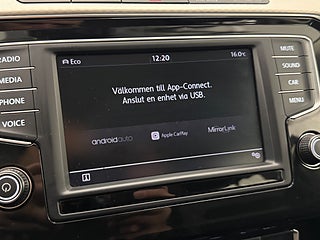 RADIO
MEDIA
PHONE
VOICE
Eco 12:20 16.0°C
Välkommen till App-Connect.
Anslut en enhet via USB.
androidauto Apple CarPlay MirrorLink
MUTE
SOUND
CAR
MENU